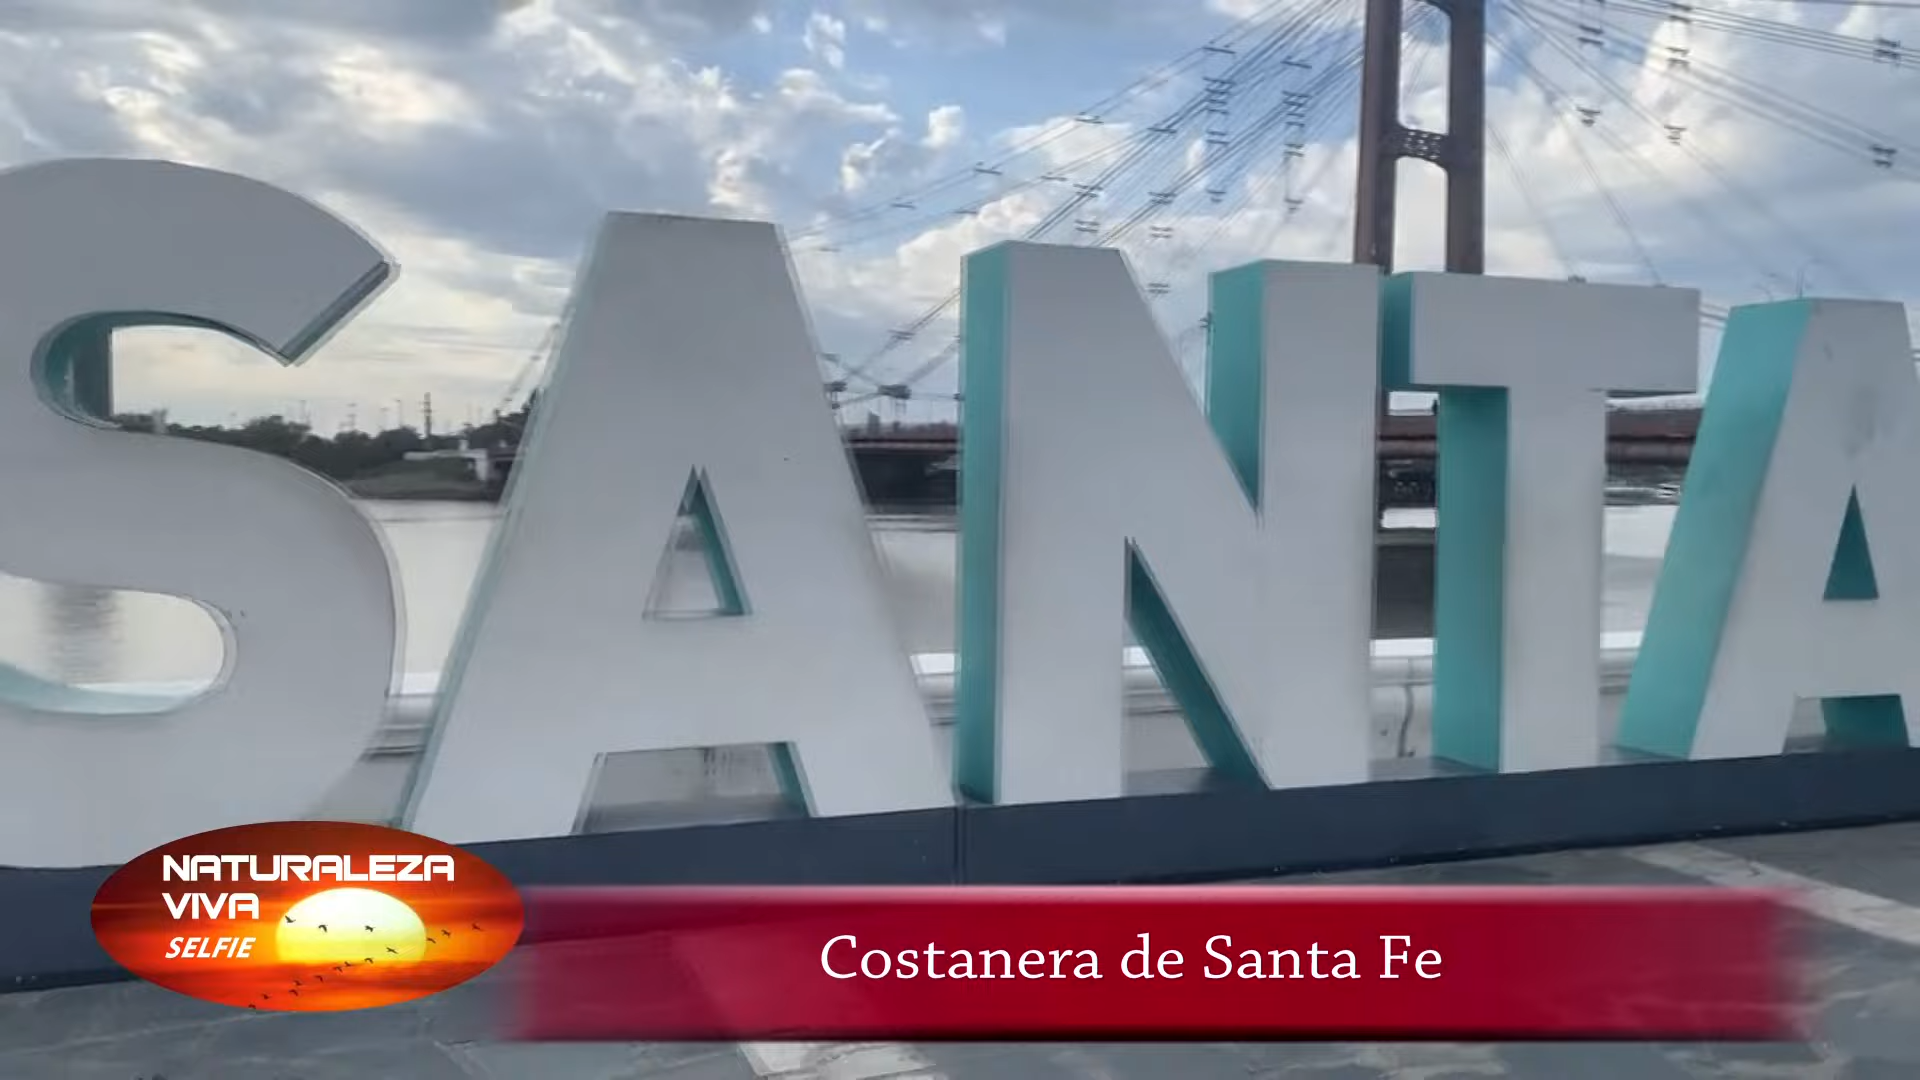 SANTA
NATURALEZA
VIVA
SELFIE
Costanera de Santa Fe